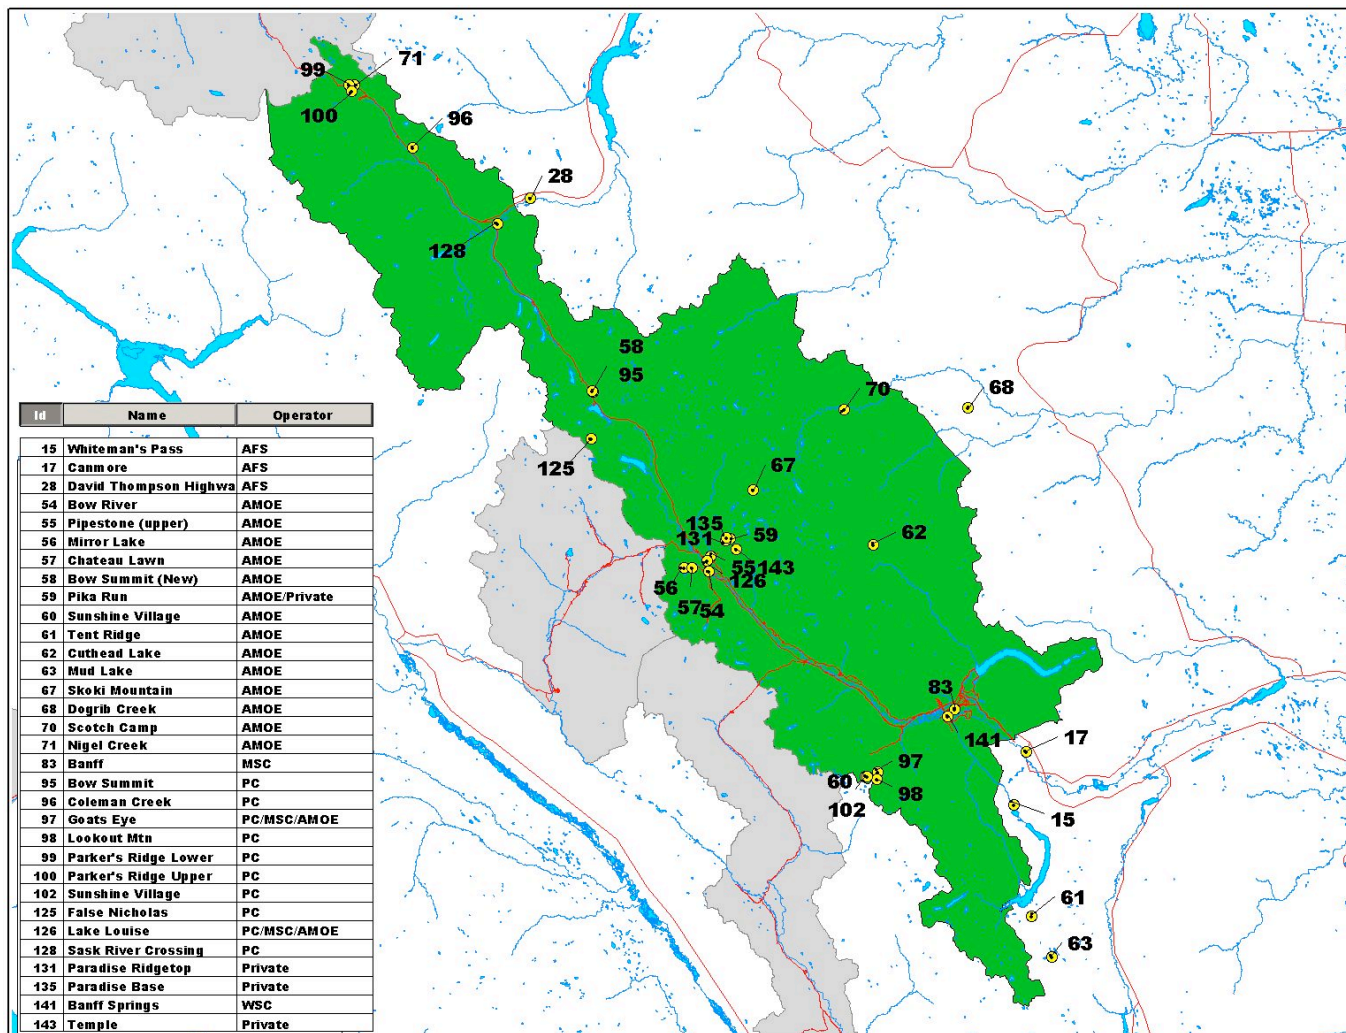 99
71
100
96
28
128
58
95
70
68
125
67
135
131
59
62
55
143
126
56
57
54
83
141
17
97
60
98
102
15
61
63
Id Name Operator
15 Whiteman's Pass AFS
17 Canmore AFS
28 David Thompson Highwa AFS
54 Bow River AMOE
55 Pipestone (upper) AMOE
56 Mirror Lake AMOE
57 Chateau Lawn AMOE
58 Bow Summit (New) AMOE
59 Pika Run AMOE/Private
60 Sunshine Village AMOE
61 Tent Ridge AMOE
62 Cuthead Lake AMOE
63 Mud Lake AMOE
67 Skoki Mountain AMOE
68 Dogrib Creek AMOE
70 Scotch Camp AMOE
71 Nigel Creek AMOE
83 Banff MSC
95 Bow Summit PC
96 Coleman Creek PC
97 Goats Eye PC/MSC/AMOE
98 Lookout Mtn PC
99 Parker's Ridge Lower PC
100 Parker's Ridge Upper PC
102 Sunshine Village PC
125 False Nicholas PC
126 Lake Louise PC/MSC/AMOE
128 Sask River Crossing PC
131 Paradise Ridgetop Private
135 Paradise Base Private
141 Banff Springs WSC
143 Temple Private